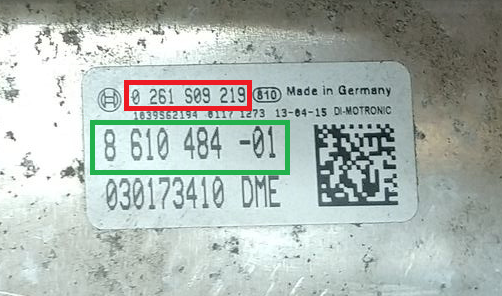 0 261 S09 219 810 Made in Germany
1039S62194 0117 1273 13-04-15 DI-MOTRONIC
8 610 484 -01
030173410 DME